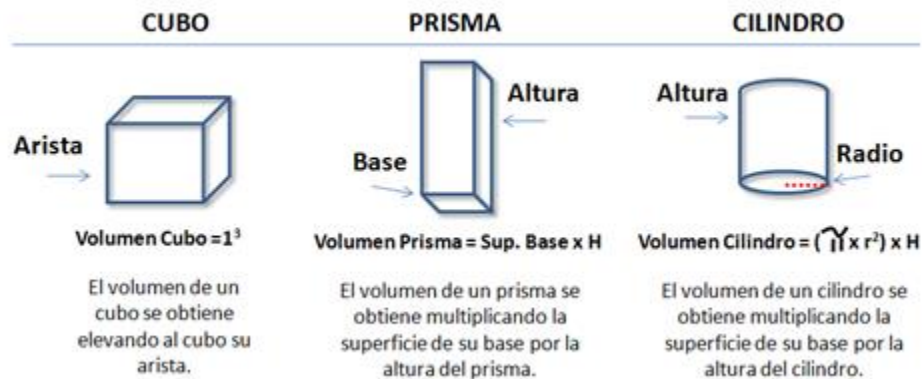 CUBO
PRISMA
CILINDRO
Arista
Altura
Base
Altura
Radio
Volumen Cubo =1³
Volumen Prisma = Sup. Base x H
Volumen Cilindro = (π x r²) x H
El volumen de un
cubo se obtiene
elevando al cubo su
arista.
El volumen de un prisma se
obtiene multiplicando la
superficie de su base por la
altura del prisma.
El volumen de un cilindro se
obtiene multiplicando la
superficie de su base por la
altura del cilindro.